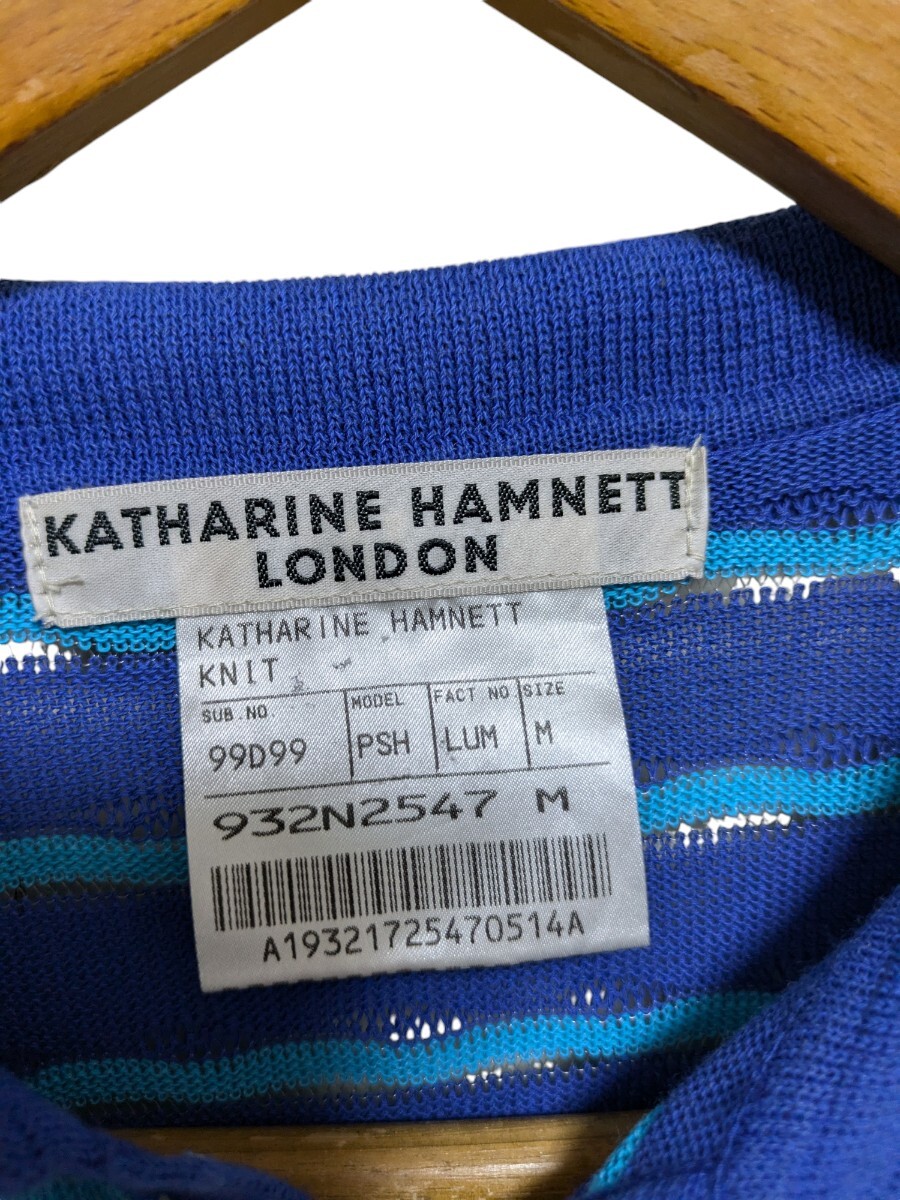 KATHARINE HAMNETT
LONDON
KATHARINE HAMNETT
KNIT
SUB.NO. MODEL FACT NO SIZE
99D99 PSH LUM M
932N2547 M
A19321725470514A